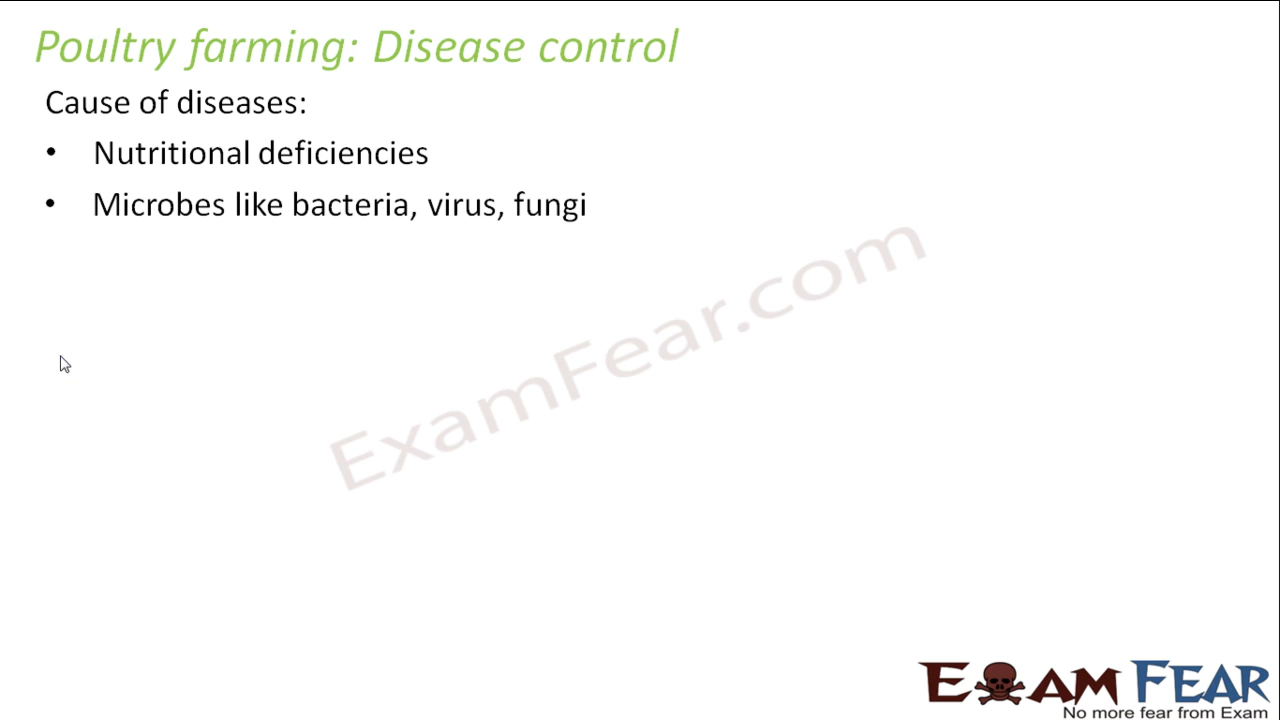 Poultry farming: Disease control
Cause of diseases:
• Nutritional deficiencies
• Microbes like bacteria, virus, fungi
ExamFear.com
EXAM FEAR
No more fear from Exam